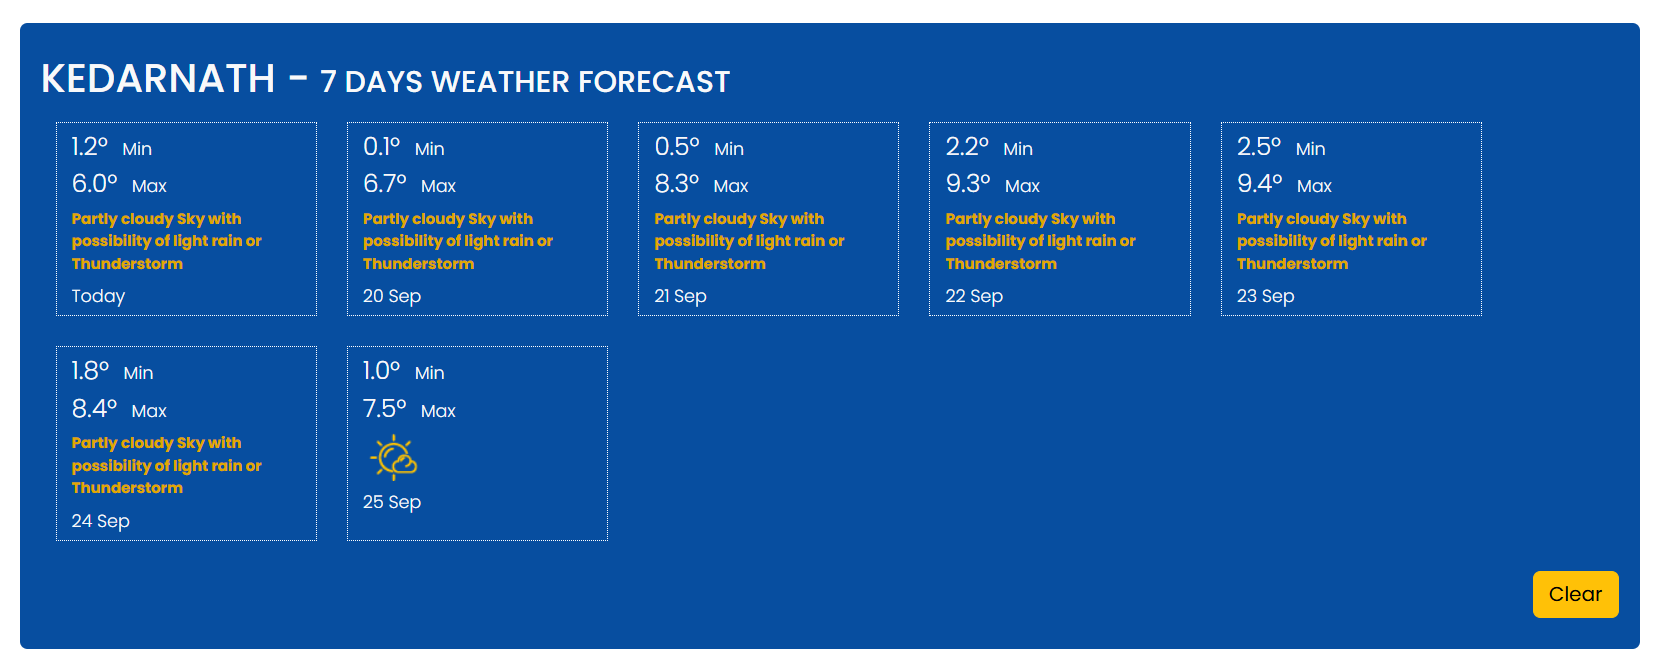 KEDARNATH - 7 DAYS WEATHER FORECAST
1.2° Min
6.0° Max
Partly cloudy Sky with
possibility of light rain or
Thunderstorm
Today
0.1° Min
6.7° Max
Partly cloudy Sky with
possibility of light rain or
Thunderstorm
20 Sep
0.5° Min
8.3° Max
Partly cloudy Sky with
possibility of light rain or
Thunderstorm
21 Sep
2.2° Min
9.3° Max
Partly cloudy Sky with
possibility of light rain or
Thunderstorm
22 Sep
2.5° Min
9.4° Max
Partly cloudy Sky with
possibility of light rain or
Thunderstorm
23 Sep
1.8° Min
8.4° Max
Partly cloudy Sky with
possibility of light rain or
Thunderstorm
24 Sep
1.0° Min
7.5° Max
25 Sep
Clear